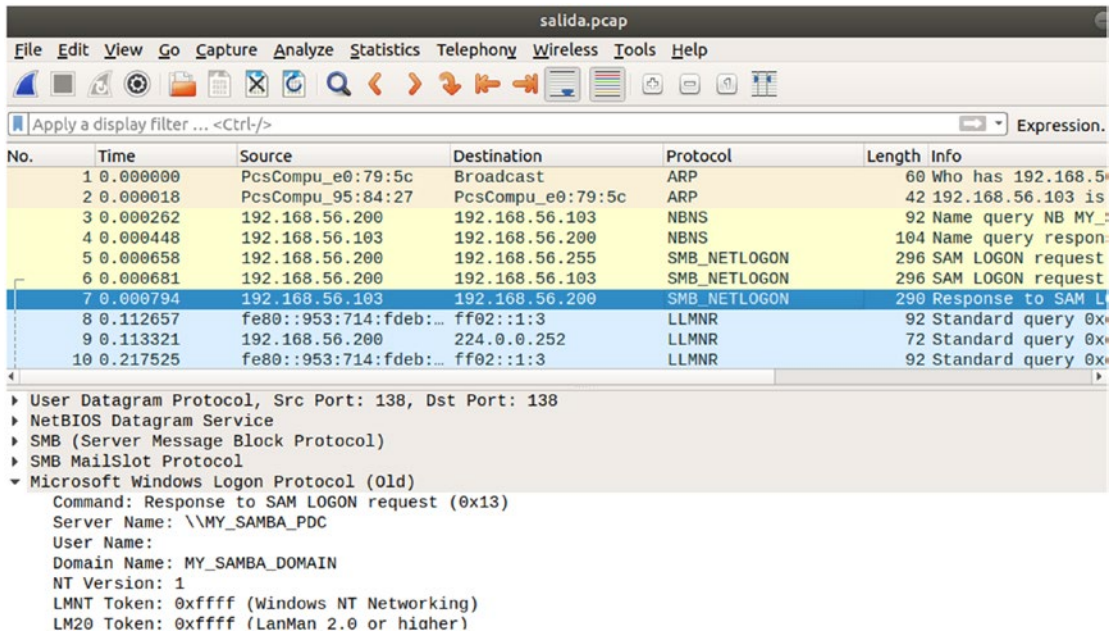 salida.pcap
File Edit View Go Capture Analyze Statistics Telephony Wireless Tools Help
Apply a display filter ... <Ctrl-/> Expression.
No. Time Source Destination Protocol Length Info
1 0.000000 PcsCompu_e0:79:5c Broadcast ARP 60 Who has 192.168.5
2 0.000018 PcsCompu_95:84:27 PcsCompu_e0:79:5c ARP 42 192.168.56.103 is
3 0.000262 192.168.56.200 192.168.56.103 NBNS 92 Name query NB MY_
4 0.000448 192.168.56.103 192.168.56.200 NBNS 104 Name query respon
5 0.000658 192.168.56.200 192.168.56.255 SMB_NETLOGON 296 SAM LOGON request
6 0.000681 192.168.56.200 192.168.56.103 SMB_NETLOGON 296 SAM LOGON request
7 0.000794 192.168.56.103 192.168.56.200 SMB_NETLOGON 290 Response to SAM L
8 0.112657 fe80::953:714:fdeb:… ff02::1:3 LLMNR 92 Standard query 0x
9 0.113321 192.168.56.200 224.0.0.252 LLMNR 72 Standard query 0x
10 0.217525 fe80::953:714:fdeb:… ff02::1:3 LLMNR 92 Standard query 0x
User Datagram Protocol, Src Port: 138, Dst Port: 138
NetBIOS Datagram Service
SMB (Server Message Block Protocol)
SMB MailSlot Protocol
Microsoft Windows Logon Protocol (Old)
Command: Response to SAM LOGON request (0x13)
Server Name: \\MY_SAMBA_PDC
User Name:
Domain Name: MY_SAMBA_DOMAIN
NT Version: 1
LMNT Token: 0xffff (Windows NT Networking)
LM20 Token: 0xffff (LanMan 2.0 or higher)